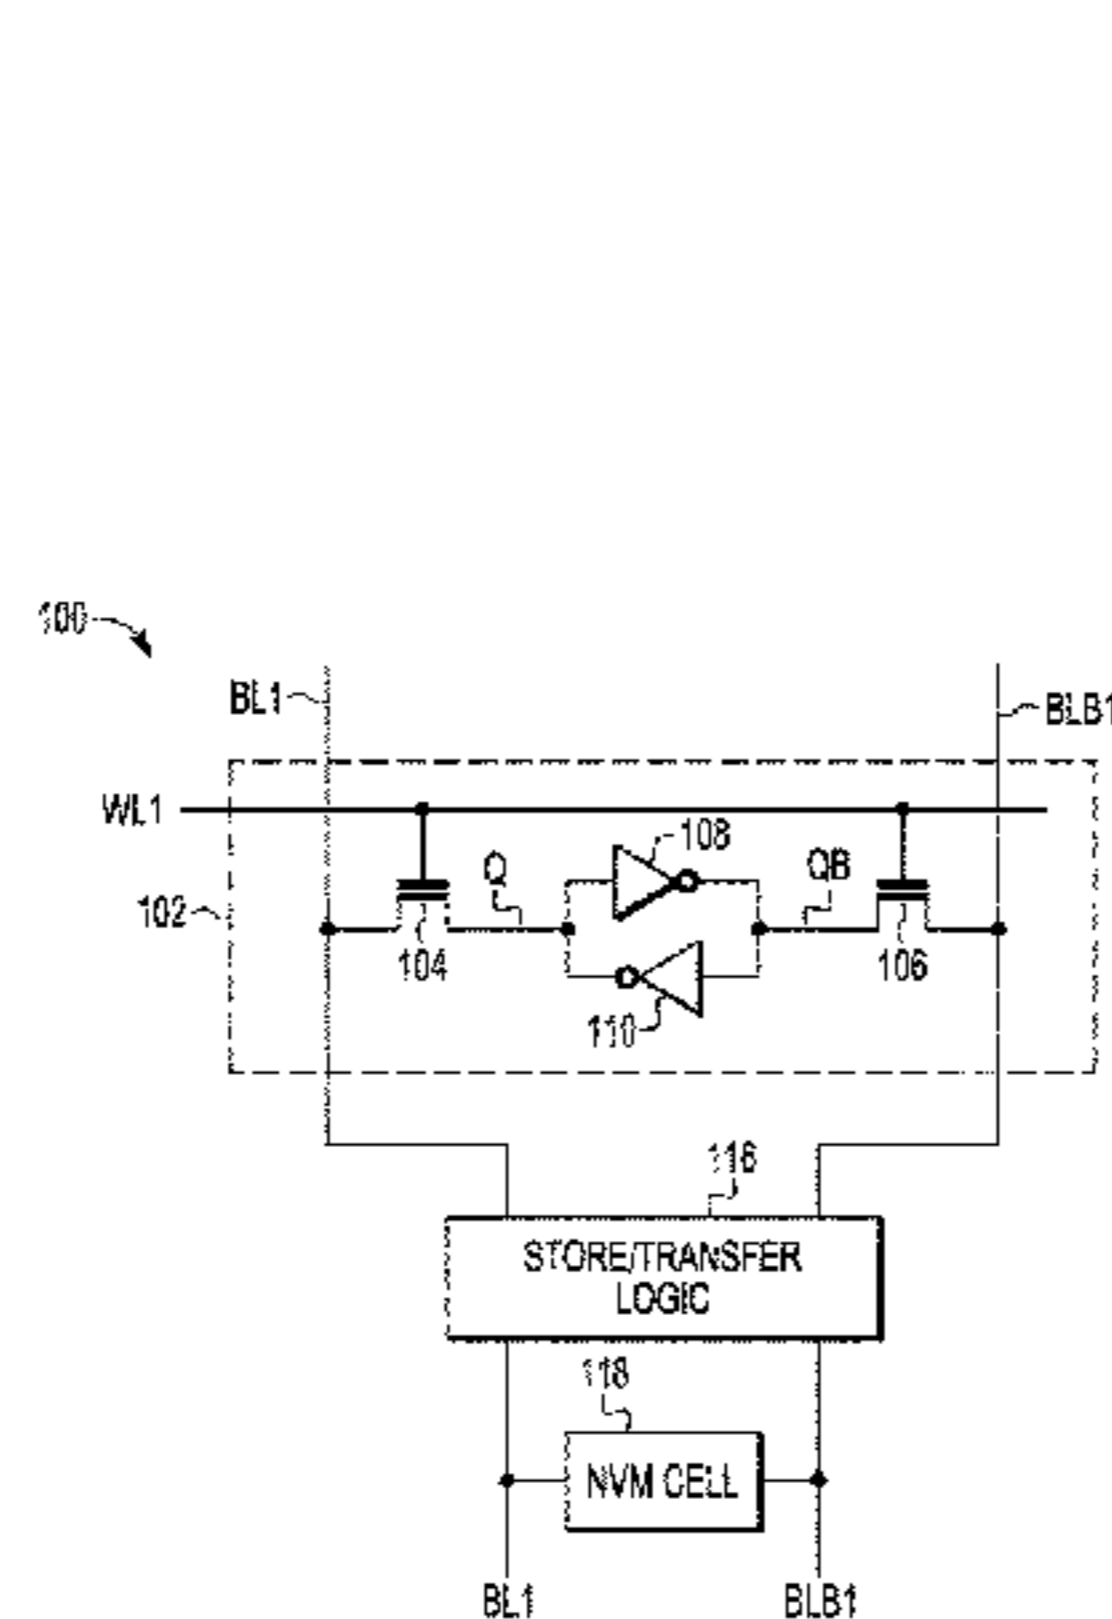 100
BL1
BLB1
WL1
108
Q
QB
102
104
106
110
116
STORE/TRANSFER
LOGIC
118
NVM CELL
BL1
BLB1